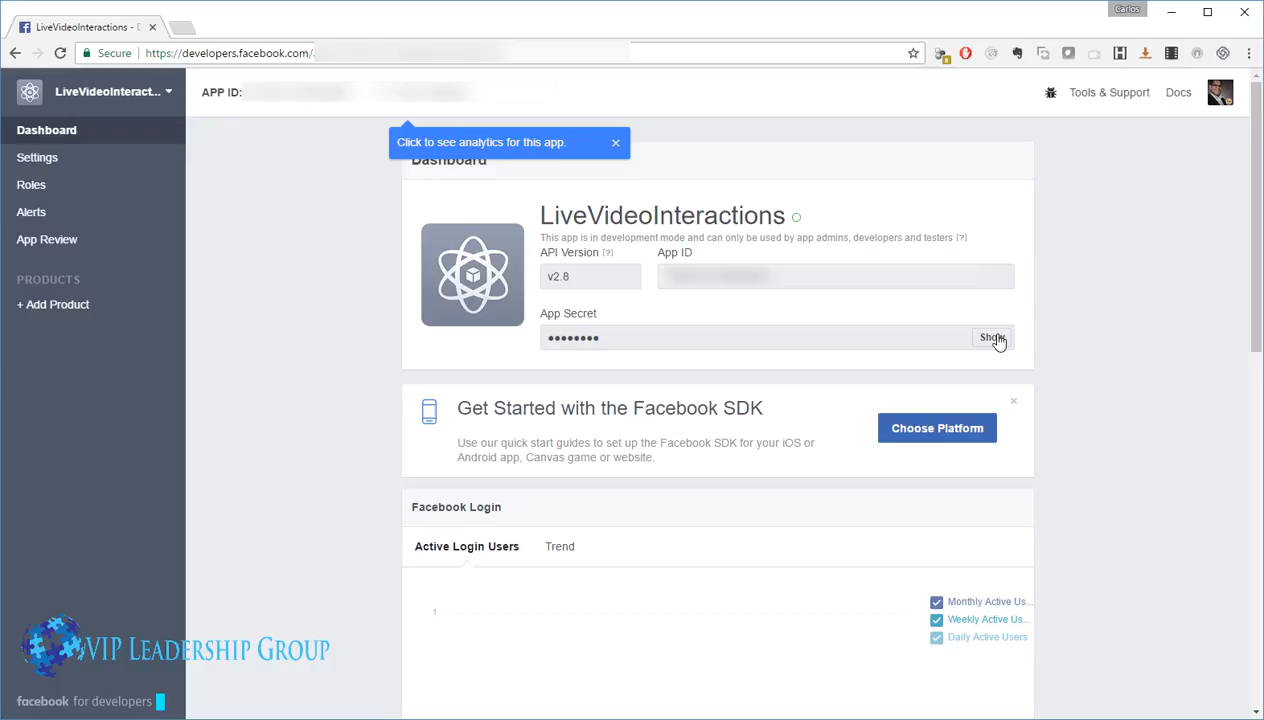 Carlos
LiveVideoInteractions -
Secure https://developers.facebook.com/
LiveVideoInteract...
APP ID:
Tools & Support
Docs
Dashboard
Settings
Roles
Alerts
App Review
PRODUCTS
+ Add Product
Click to see analytics for this app.
Dashboard
LiveVideoInteractions
This app is in development mode and can only be used by app admins, developers and testers [?]
API Version [?]
App ID
v2.8
App Secret
••••••••
Show
Get Started with the Facebook SDK
Use our quick start guides to set up the Facebook SDK for your iOS or
Android app, Canvas game or website.
Choose Platform
Facebook Login
Active Login Users
Trend
1
Monthly Active Us...
Weekly Active Us...
Daily Active Users
VIP LEADERSHIP GROUP
facebook for developers